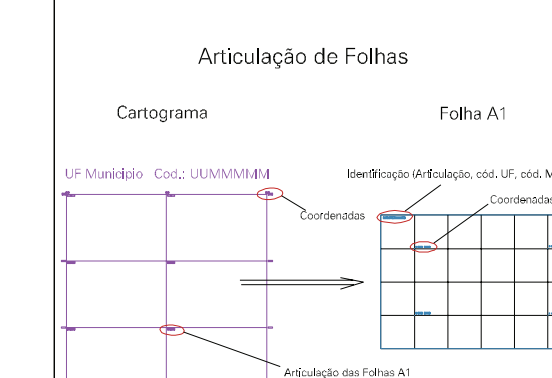 Articulação de Folhas
Cartograma
Folha A1
UF Municipio Cod.: UUMMMMM
Identificação (Articulação, cód. UF, cód. M
Coordenadas
Coordenadas
Articulação das Folhas A1